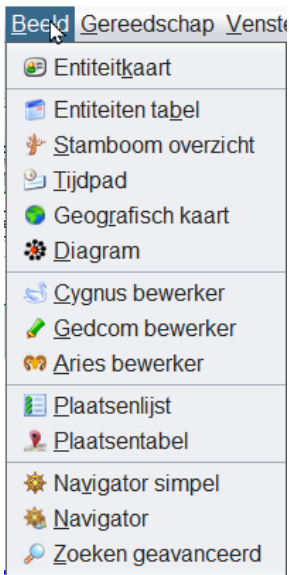 Beeld Gereedschap
Entiteitkaart
Entiteiten tabel
Stamboom overzicht
Tijdpad
Geografisch kaart
Diagram
Cygnus bewerker
Gedcom bewerker
Aries bewerker
Plaatsenlijst
Plaatsentabel
Navigator simpel
Navigator
Zoeken geavanceerd